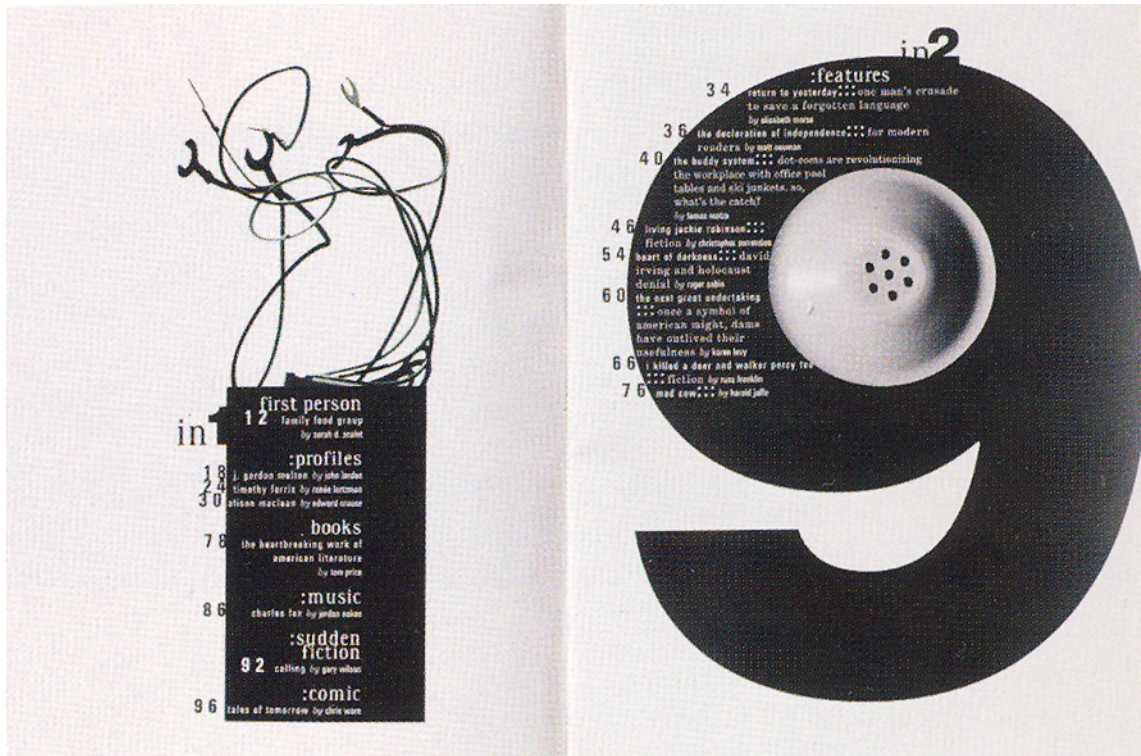 in1
first person
12 family food group
by sarah d. scalet
:profiles
18 j. gordon coulson by john
24 timothy ferris by renée lertzman
30 alison maclean by edward crouse
books
78 the heartbreaking work of
american literature
by tom price
:music
86 charles fox by jordan
:sudden
fiction
92 calling by gary wilson
:comic
96 tales of tomorrow by chris ware
in2
:features
34 return to yesterday one man's crusade
to save a forgotten language
by elizabeth morse
36 the declaration of independence for modern
readers by matt neuman
40 the buddy system dot-coms are revolutionizing
the workplace with office pool
tables and ski junkets. so,
what's the catch?
by
46 living jackie robinson
fiction by christopher sorrentino
54 heart of darkness david
irving and holocaust
denial by roger sabin
60 the next great undertaking
once a symbol of
american might, dams
have outlived their
usefulness by karen levy
66 i killed a deer and walker percy too
fiction by russ franklin
76 mad cow by harold jaffe
9